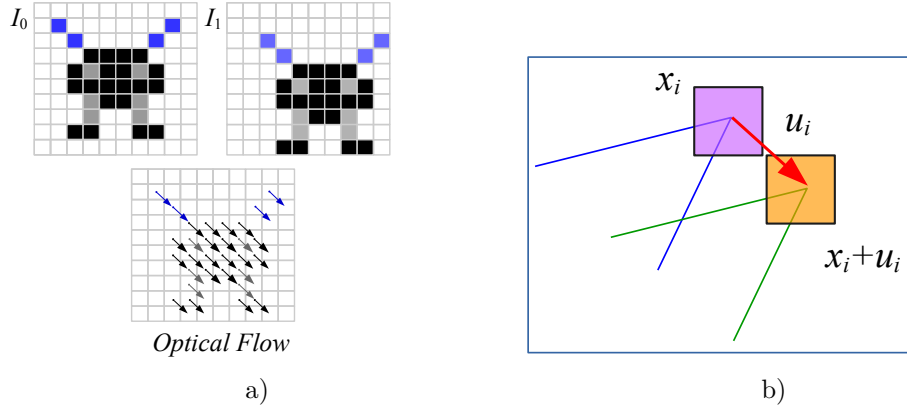 I₀
I₁
Optical Flow
a)
xᵢ
uᵢ
xᵢ+uᵢ
b)